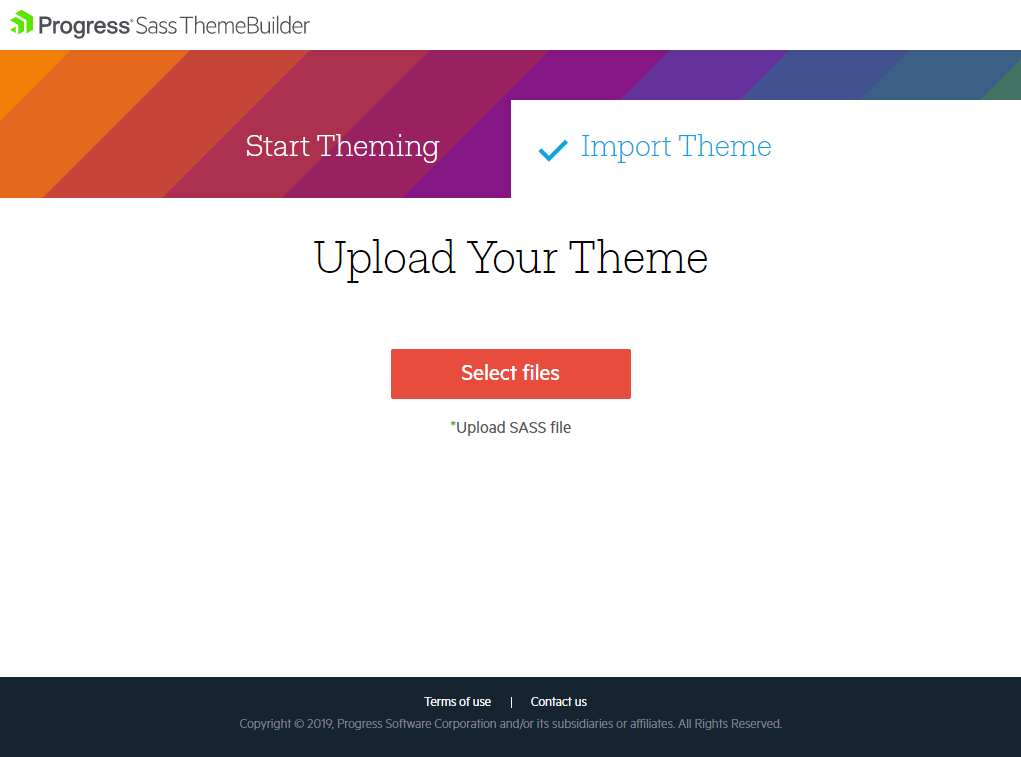 Progress® Sass ThemeBuilder
Start Theming
Import Theme
Upload Your Theme
Select files
*Upload SASS file
Terms of use | Contact us
Copyright © 2019, Progress Software Corporation and/or its subsidiaries or affiliates. All Rights Reserved.